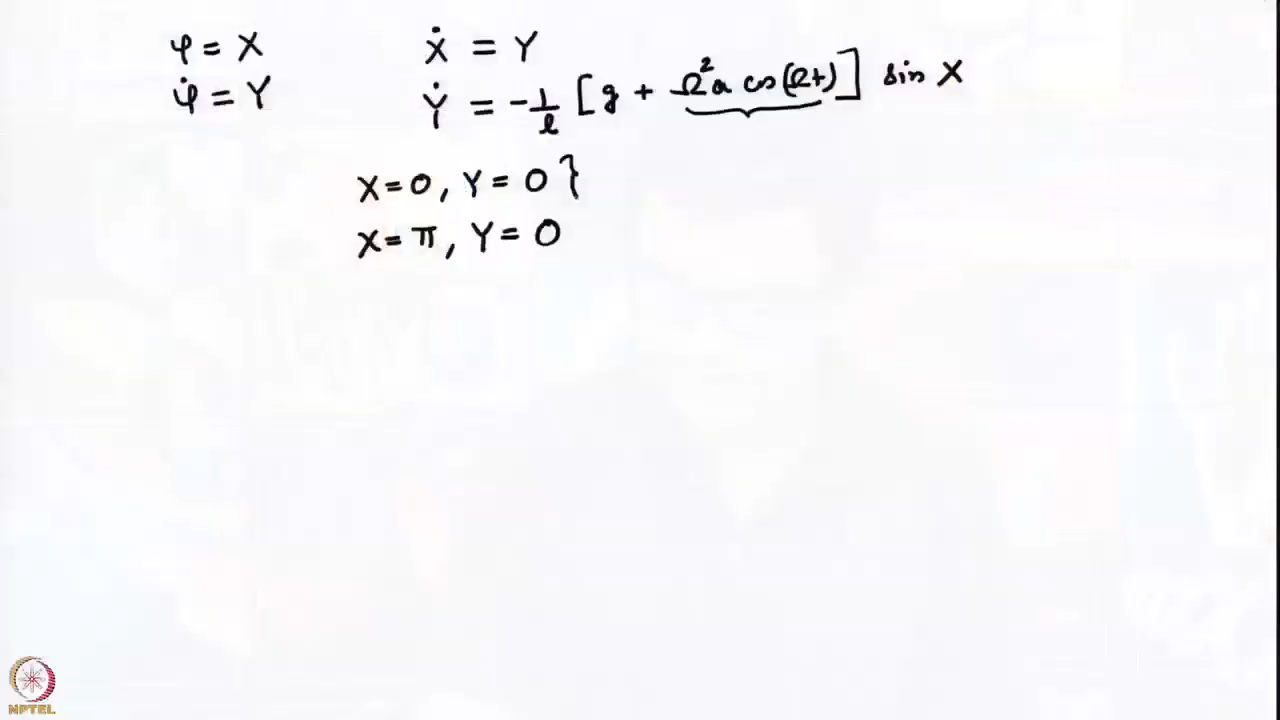 φ = X    Ẋ = Y
φ̇ = Y    Ẏ = -1/l [g + Ω²a cos(Ωt)] sin X
X=0, Y=0}
X=π, Y=0
NPTEL